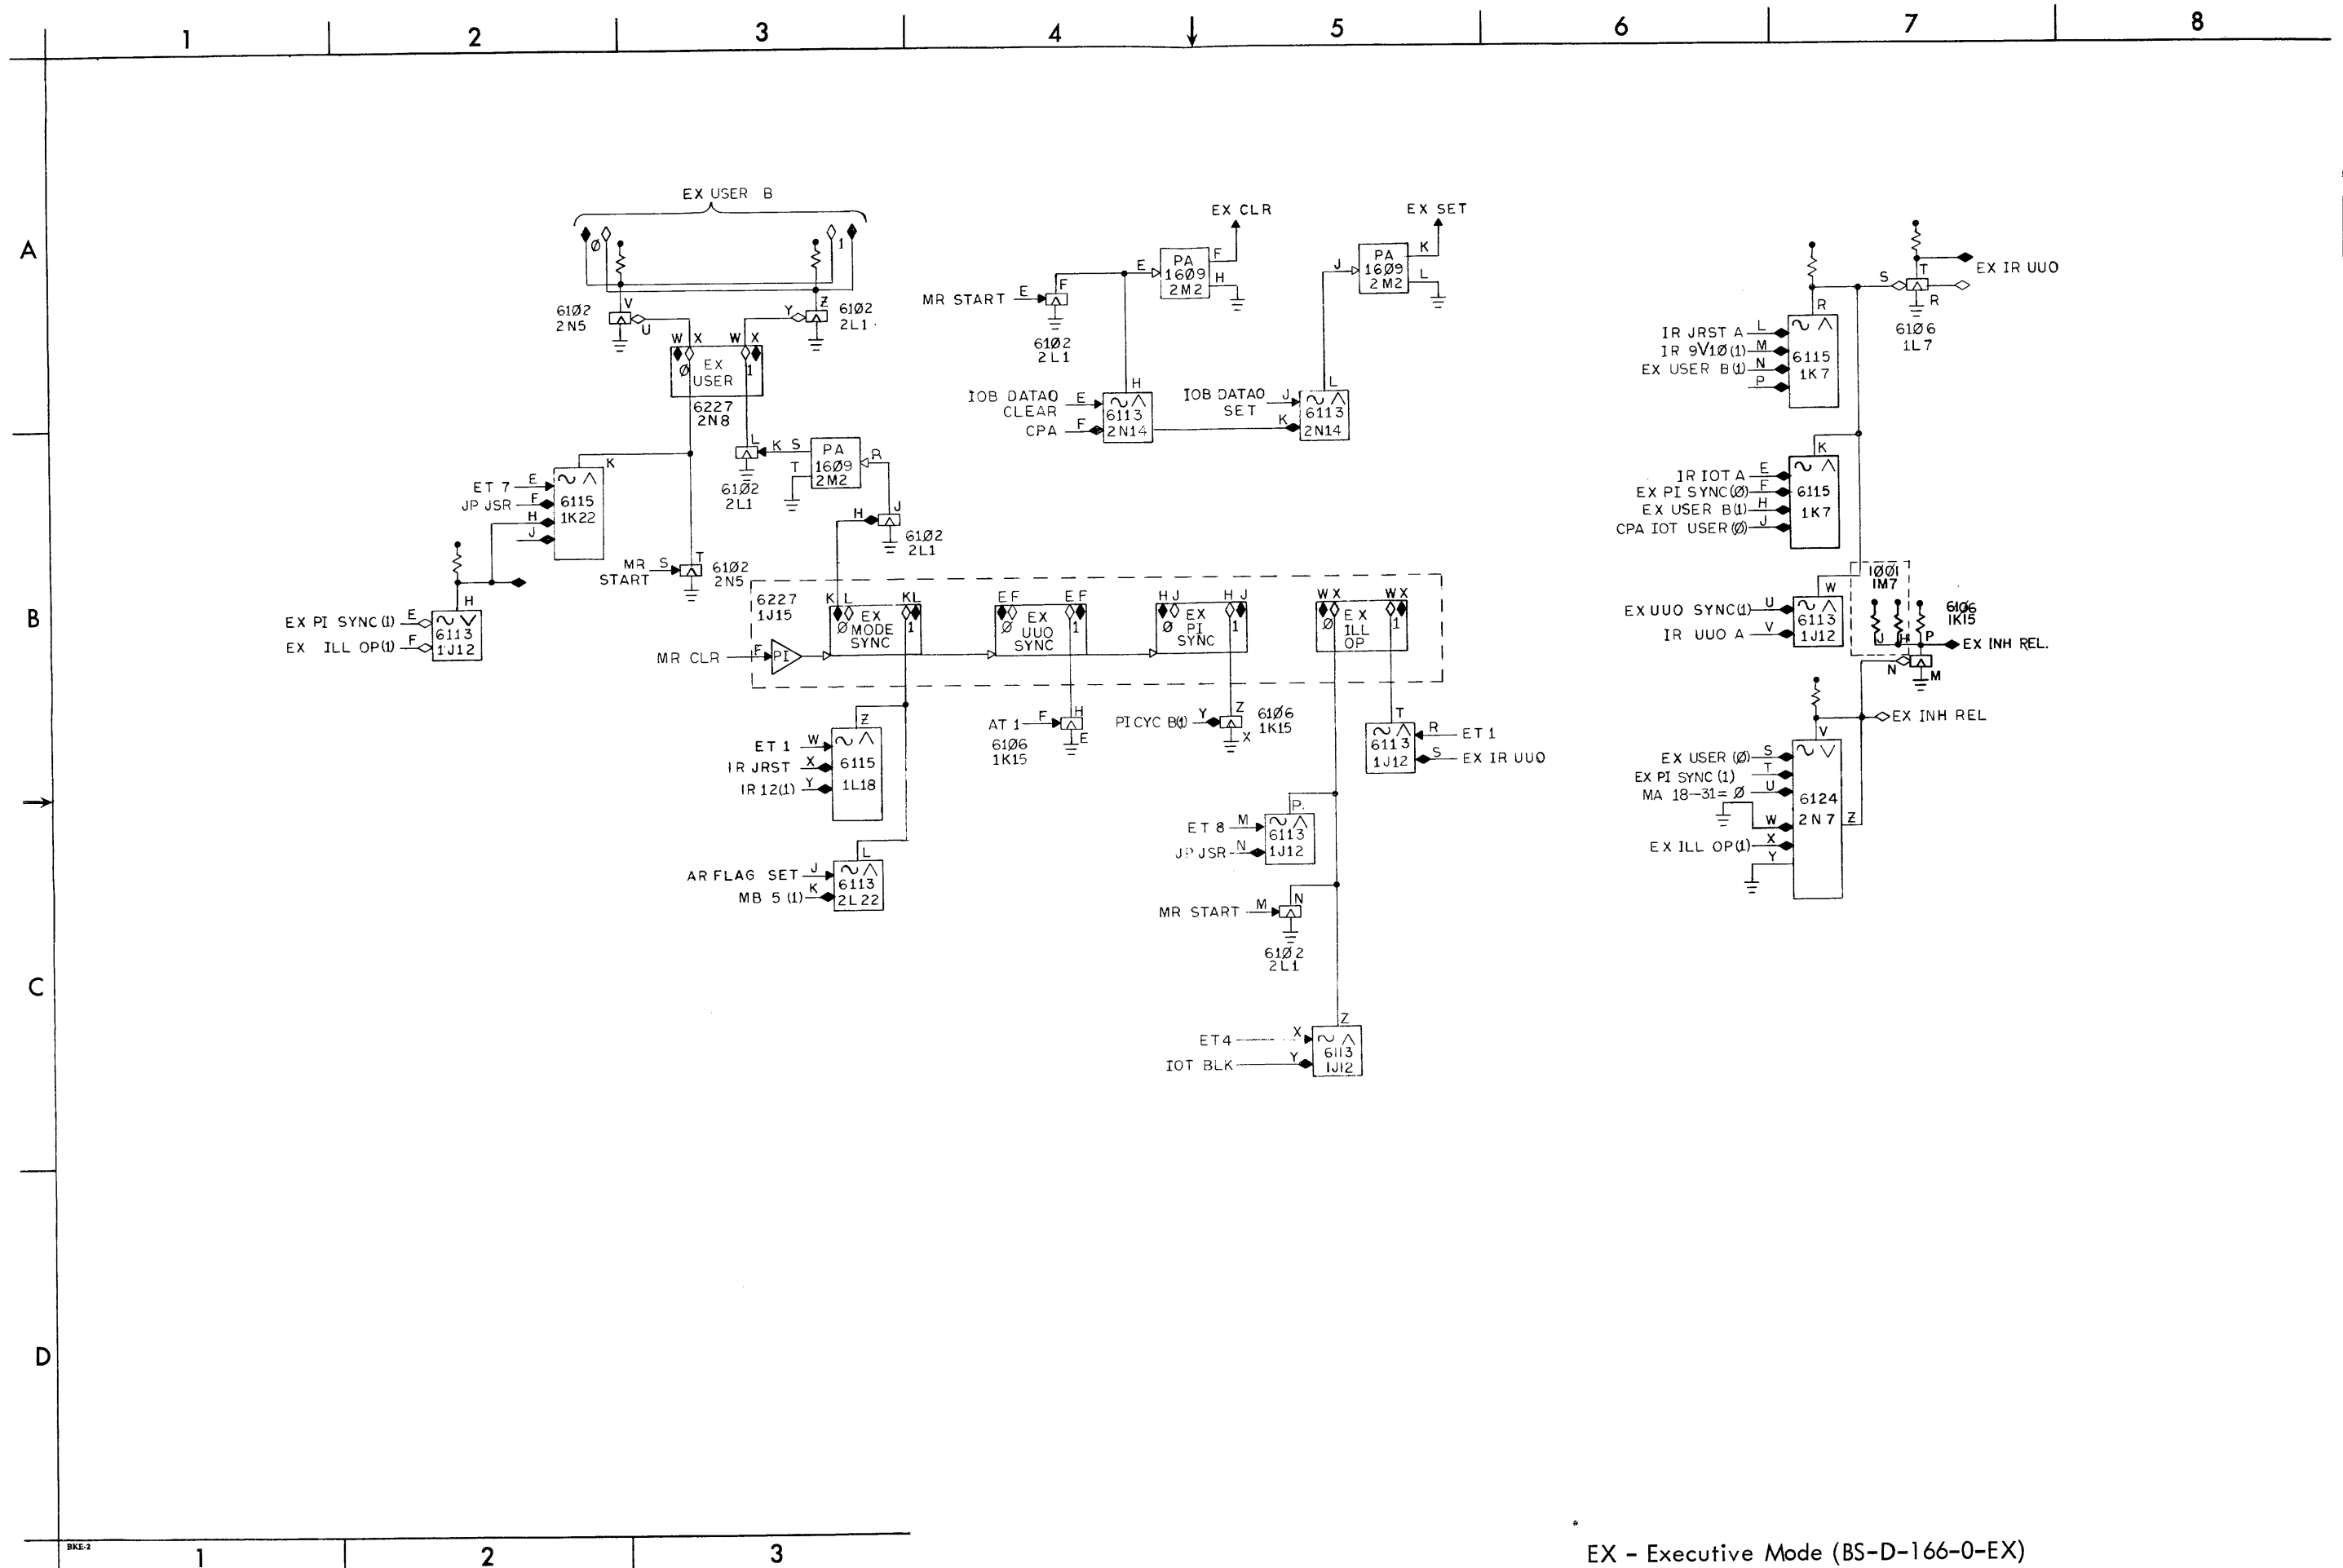 1 2 3 4 5 6 7 8
A
B
C
D
EX USER B
Ø 1
V
U
6102
2N5
Y Z
6102
2L1
W X W X
Ø EX 1
USER
6227
2N8
K
ET 7 E
JP JSR F
H
J
~ ∧
6115
1K22
L K S
T
PA
1609
2M2
R
6102
2L1
H J
6102
2L1
MR START S T
6102
2N5
EX PI SYNC(1) E
EX ILL OP(1) F
H
~ ∨
6113
1J12
EX CLR
MR START E F
6102
2L1
E PA
1609
2M2
F
H
EX SET
J PA
1609
2M2
K
L
IOB DATAO
CLEAR E
CPA F
H
~ ∧
6113
2N14
IOB DATAO
SET J
K
L
~ ∧
6113
2N14
6227
1J15
MR CLR F PI
K L K L
Ø EX
MODE
SYNC 1
E F E F
Ø EX
UUO
SYNC 1
H J H J
Ø EX
PI
SYNC 1
W X W X
Ø EX
ILL
OP 1
Z
ET 1 W
IR JRST X
IR 12(1) Y
~ ∧
6115
1L18
L
AR FLAG SET J
MB 5 (1) K
~ ∧
6113
2L22
AT 1 F H
E
6106
1K15
PI CYC B(1) Y Z
X
6106
1K15
T
~ ∧
6113
1J12
R ET 1
S EX IR UUO
P
ET 8 M
JP JSR N
~ ∧
6113
1J12
MR START M N
6102
2L1
Z
ET4 X
IOT BLK Y
~ ∧
6113
1J12
EX IR UUO
S T
R
6106
1L7
R
IR JRST A L
IR 9V10(1) M
EX USER B(1) N
P
~ ∧
6115
1K7
K
IR IOT A E
EX PI SYNC(Ø) F
EX USER B(1) H
CPA IOT USER(Ø) J
~ ∧
6115
1K7
W
EX UUO SYNC(1) U
IR UUO A V
~ ∧
6113
1J12
1001
1M7
J H P
6106
1K15
EX INH REL.
N M
EX INH REL
V
EX USER (Ø) S
EX PI SYNC(1) T
MA 18-31= Ø U
W
EX ILL OP(1) X
Y
~ ∨
6124
2N7 Z
BKE-2
1 2 3
EX - Executive Mode (BS-D-166-0-EX)